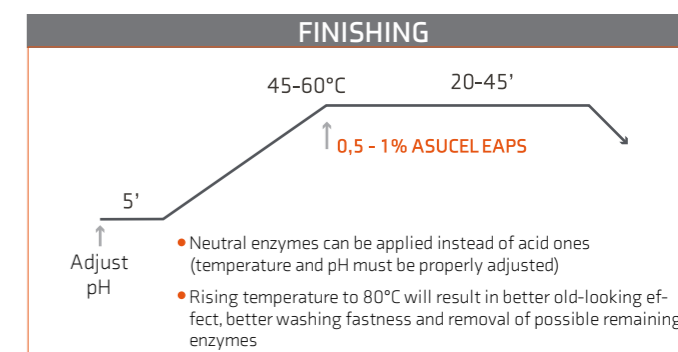 FINISHING
45-60°C
20-45’
0,5 - 1% ASUCEL EAPS
5’
Adjust
pH
• Neutral enzymes can be applied instead of acid ones
(temperature and pH must be properly adjusted)
• Rising temperature to 80°C will result in better old-looking ef-
fect, better washing fastness and removal of possible remaining
enzymes